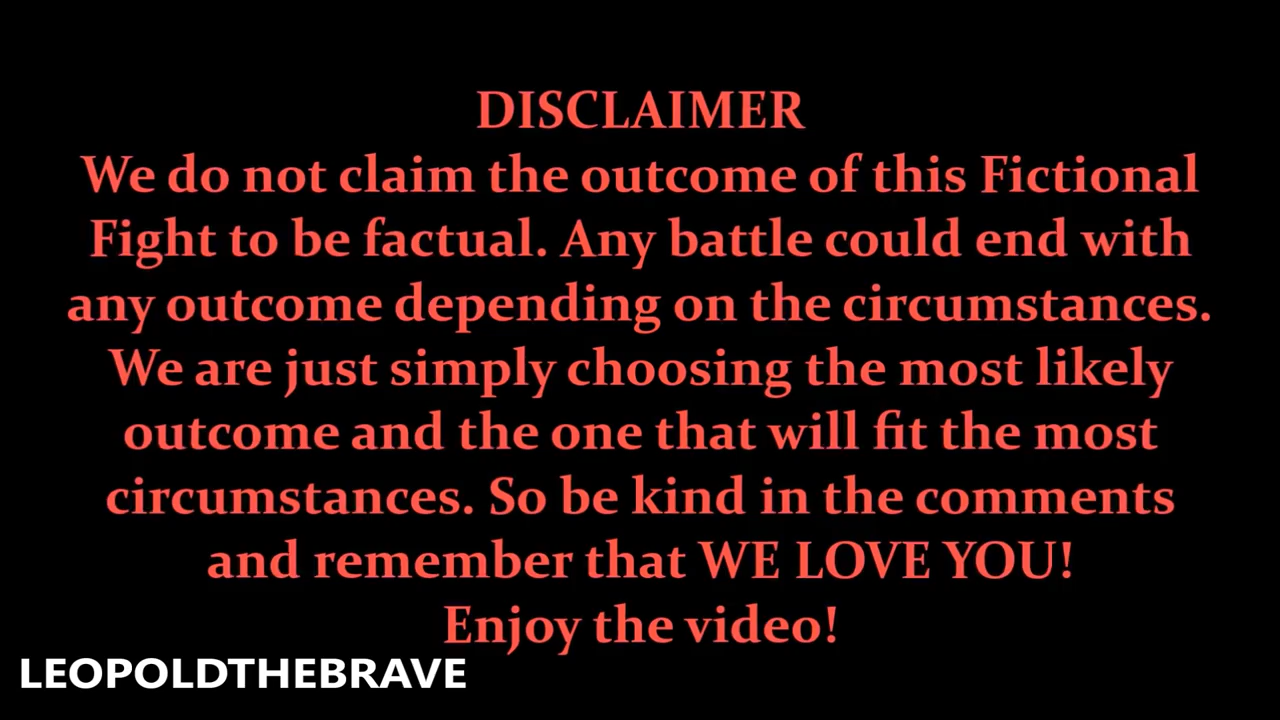 DISCLAIMER
We do not claim the outcome of this Fictional
Fight to be factual. Any battle could end with
any outcome depending on the circumstances.
We are just simply choosing the most likely
outcome and the one that will fit the most
circumstances. So be kind in the comments
and remember that WE LOVE YOU!
Enjoy the video!
LEOPOLDTHEBRAVE